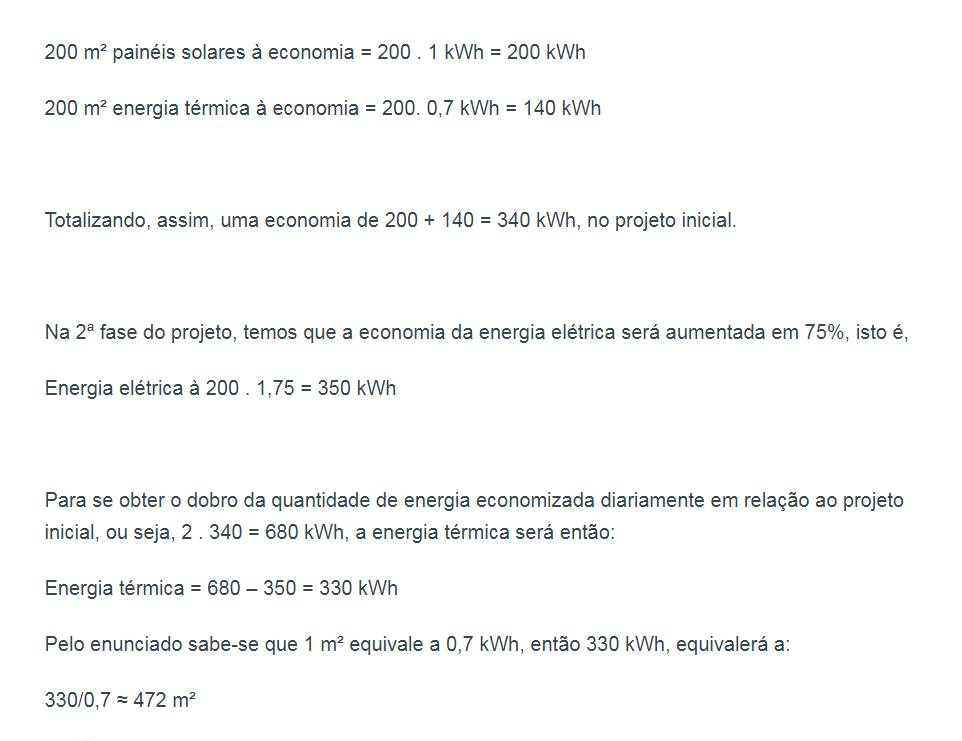 200 m² painéis solares à economia = 200 . 1 kWh = 200 kWh
200 m² energia térmica à economia = 200. 0,7 kWh = 140 kWh
Totalizando, assim, uma economia de 200 + 140 = 340 kWh, no projeto inicial.
Na 2ª fase do projeto, temos que a economia da energia elétrica será aumentada em 75%, isto é,
Energia elétrica à 200 . 1,75 = 350 kWh
Para se obter o dobro da quantidade de energia economizada diariamente em relação ao projeto
inicial, ou seja, 2 . 340 = 680 kWh, a energia térmica será então:
Energia térmica = 680 – 350 = 330 kWh
Pelo enunciado sabe-se que 1 m² equivale a 0,7 kWh, então 330 kWh, equivalerá a:
330/0,7 ≈ 472 m²